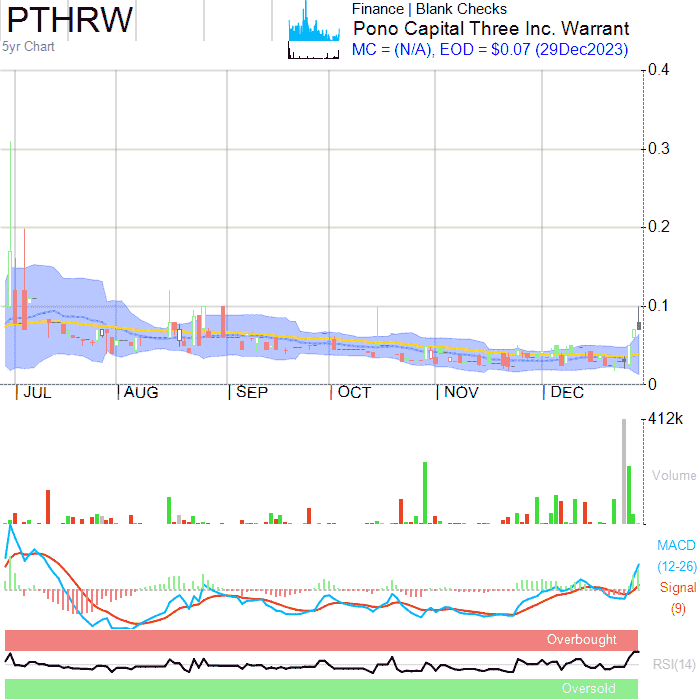 PTHRW
5yr Chart
Finance | Blank Checks
Pono Capital Three Inc. Warrant
MC = (N/A), EOD = $0.07 (29Dec2023)
0.4
0.3
0.2
0.1
0
JUL AUG SEP OCT NOV DEC
412k
Volume
MACD
(12-26)
Signal
(9)
Overbought
RSI(14)
Oversold